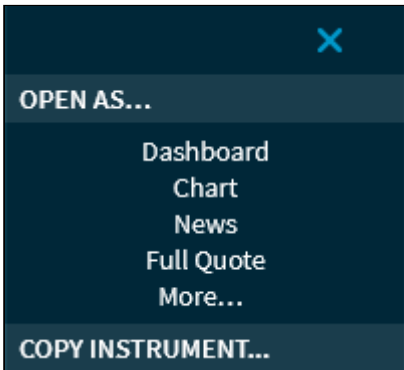 OPEN AS...
Dashboard
Chart
News
Full Quote
More...
COPY INSTRUMENT...